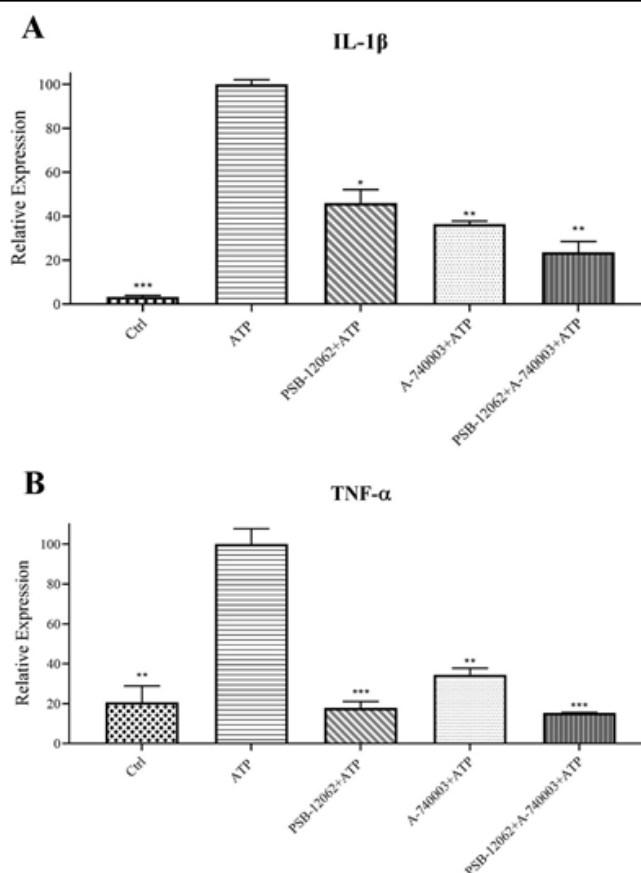 A
IL-1β
Relative Expression
100
80
60
40
20
0
***
*
**
**
Ctrl
ATP
PSB-12062+ATP
A-740003+ATP
PSB-12062+A-740003+ATP
B
TNF-α
Relative Expression
100
80
60
40
20
0
**
***
**
***
Ctrl
ATP
PSB-12062+ATP
A-740003+ATP
PSB-12062+A-740003+ATP